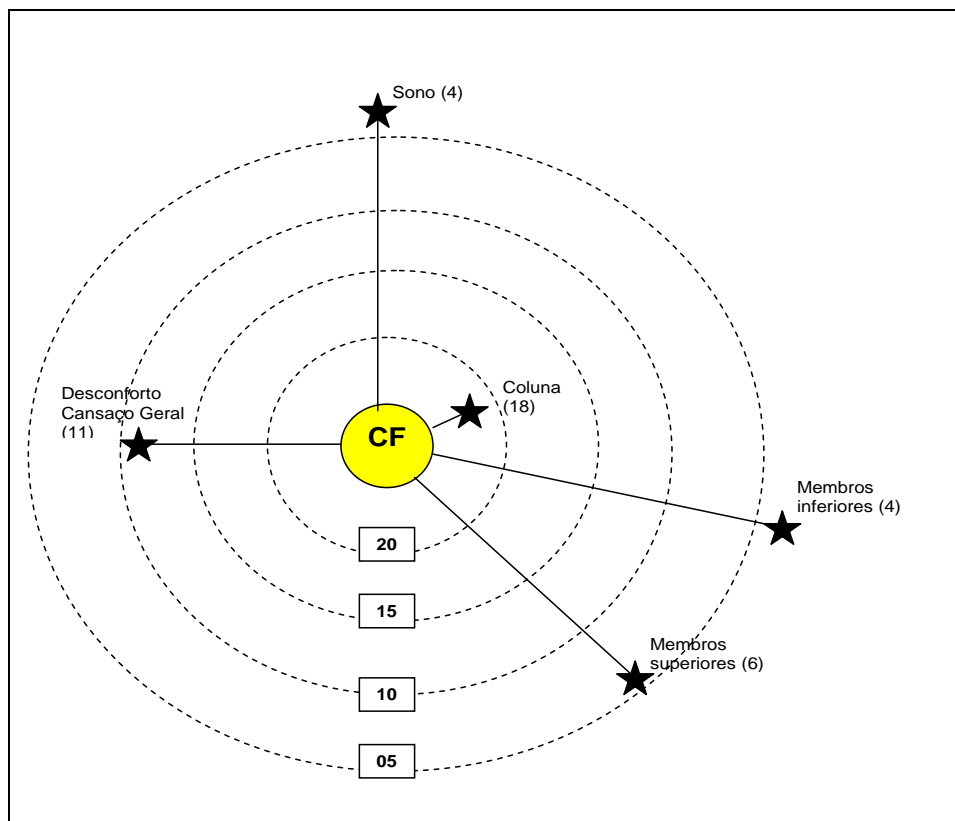 Sono (4)
Desconforto
Cansaço Geral
(11)
Coluna
(18)
CF
Membros
inferiores (4)
20
15
Membros
superiores (6)
10
05